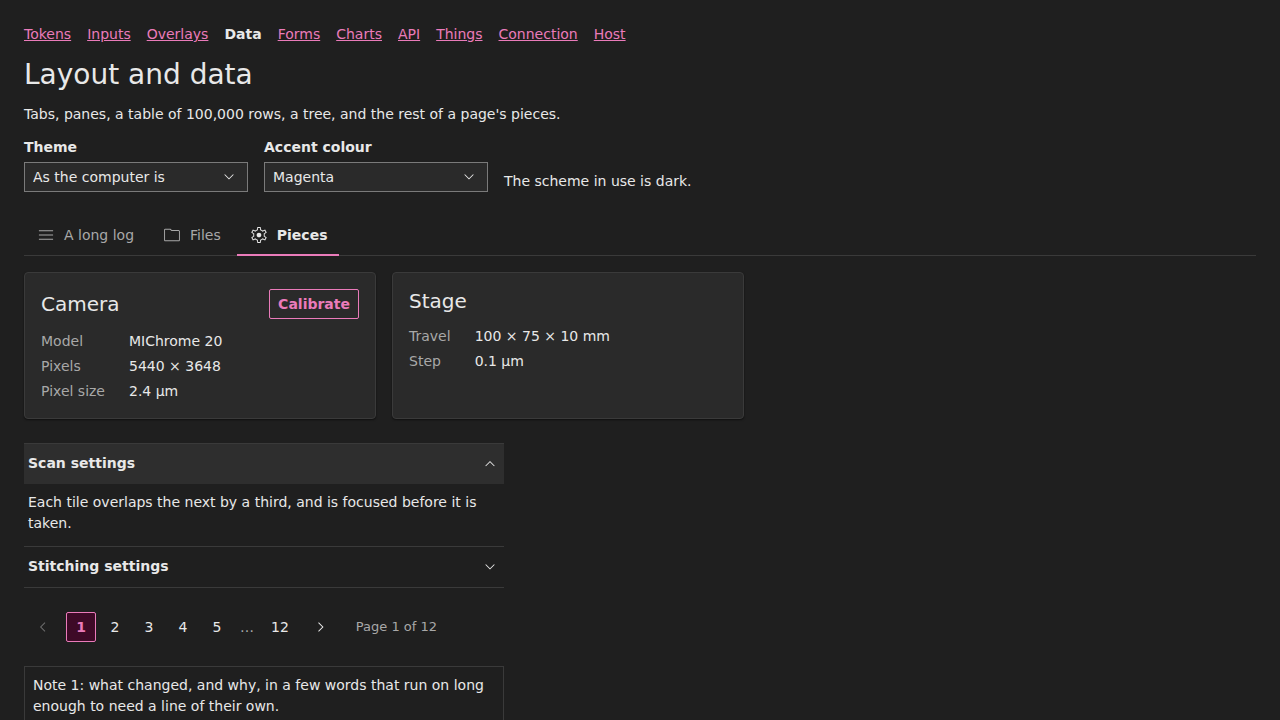 Tokens Inputs Overlays Data Forms Charts API Things Connection Host
Layout and data
Tabs, panes, a table of 100,000 rows, a tree, and the rest of a page's pieces.
Theme Accent colour
As the computer is Magenta The scheme in use is dark.
A long log Files Pieces
Camera Calibrate
Model MIChrome 20
Pixels 5440 × 3648
Pixel size 2.4 µm
Stage
Travel 100 × 75 × 10 mm
Step 0.1 µm
Scan settings
Each tile overlaps the next by a third, and is focused before it is
taken.
Stitching settings
1 2 3 4 5 … 12 Page 1 of 12
Note 1: what changed, and why, in a few words that run on long
enough to need a line of their own.